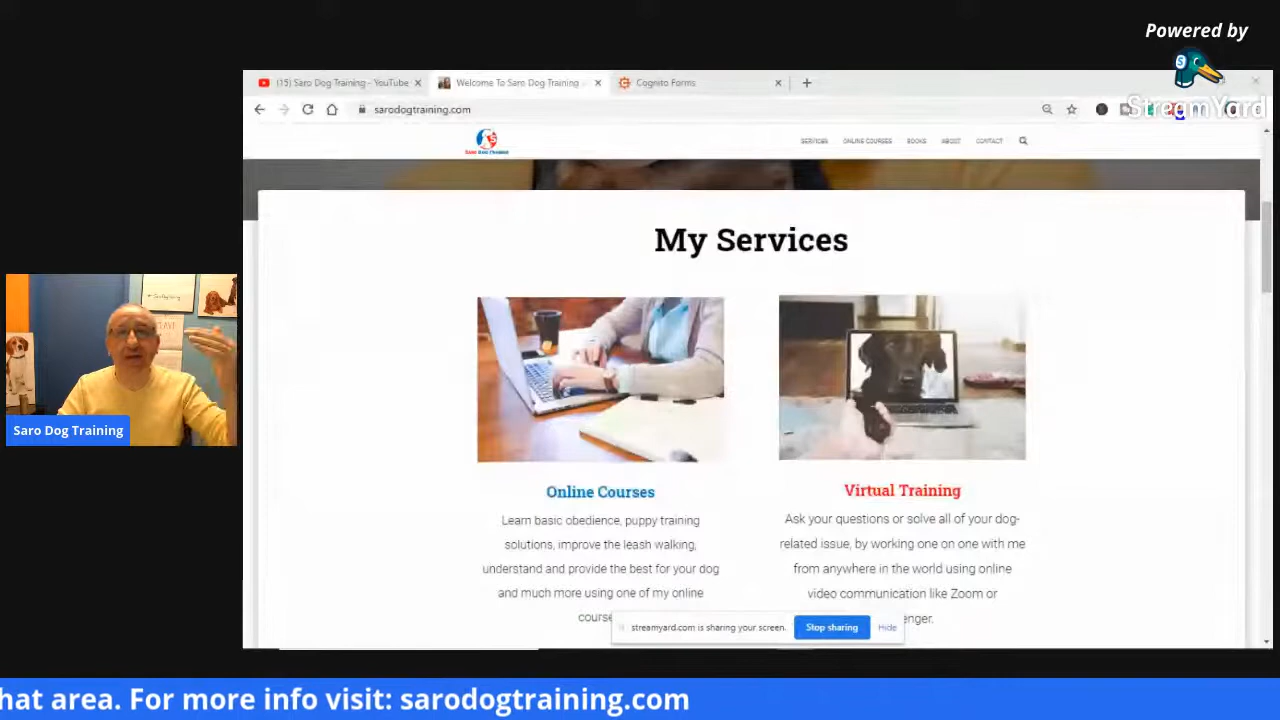 Powered by
StreamYard
(15) Saro Dog Training - YouTube
Welcome To Saro Dog Training -
Cognito Forms
sarodogtraining.com
SARO DOG TRAINING
SERVICES
ONLINE COURSES
BOOKS
ABOUT
CONTACT
My Services
Online Courses
Learn basic obedience, puppy training
solutions, improve the leash walking,
understand and provide the best for your dog
and much more using one of my online
Virtual Training
Ask your questions or solve all of your dog-
related issue, by working one on one with me
from anywhere in the world using online
video communication like Zoom or
streamyard.com is sharing your screen.
Stop sharing
Hide
Saro Dog Training
hat area. For more info visit: sarodogtraining.com